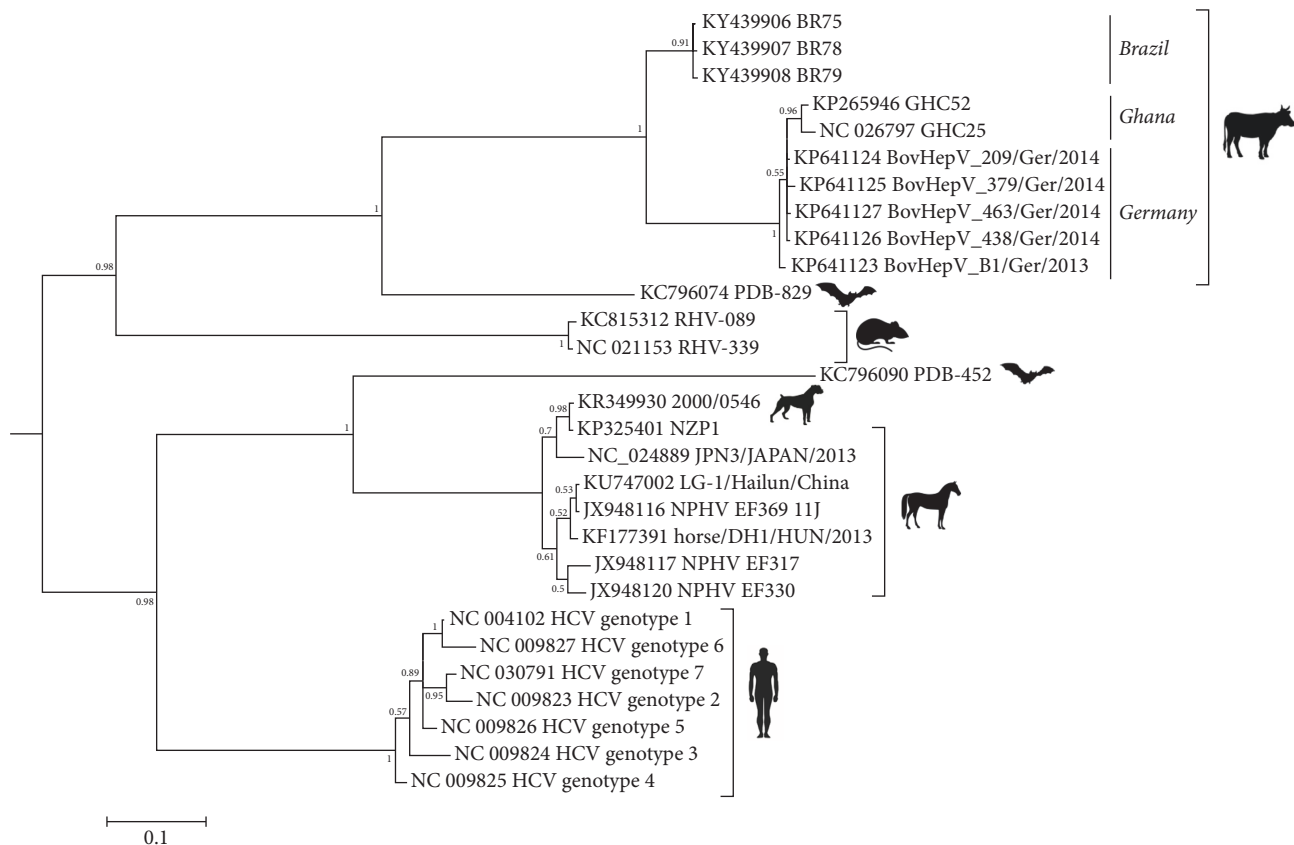 KY439906 BR75
0.91
KY439907 BR78
Brazil
KY439908 BR79
KP265946 GHC52
0.96
Ghana
NC 026797 GHC25
1
KP641124 BovHepV_209/Ger/2014
0.55
KP641125 BovHepV_379/Ger/2014
KP641127 BovHepV_463/Ger/2014
Germany
1
KP641126 BovHepV_438/Ger/2014
1
KP641123 BovHepV_B1/Ger/2013
0.98
KC796074 PDB-829
KC815312 RHV-089
1
NC 021153 RHV-339
KC796090 PDB-452
KR349930 2000/0546
0.98
1
KP325401 NZP1
0.7
NC_024889 JPN3/JAPAN/2013
KU747002 LG-1/Hailun/China
0.53
JX948116 NPHV EF369 11J
0.52
KF177391 horse/DH1/HUN/2013
0.61
JX948117 NPHV EF317
0.5
JX948120 NPHV EF330
0.98
NC 004102 HCV genotype 1
1
NC 009827 HCV genotype 6
0.89
NC 030791 HCV genotype 7
0.95
NC 009823 HCV genotype 2
0.57
NC 009826 HCV genotype 5
NC 009824 HCV genotype 3
1
NC 009825 HCV genotype 4
0.1